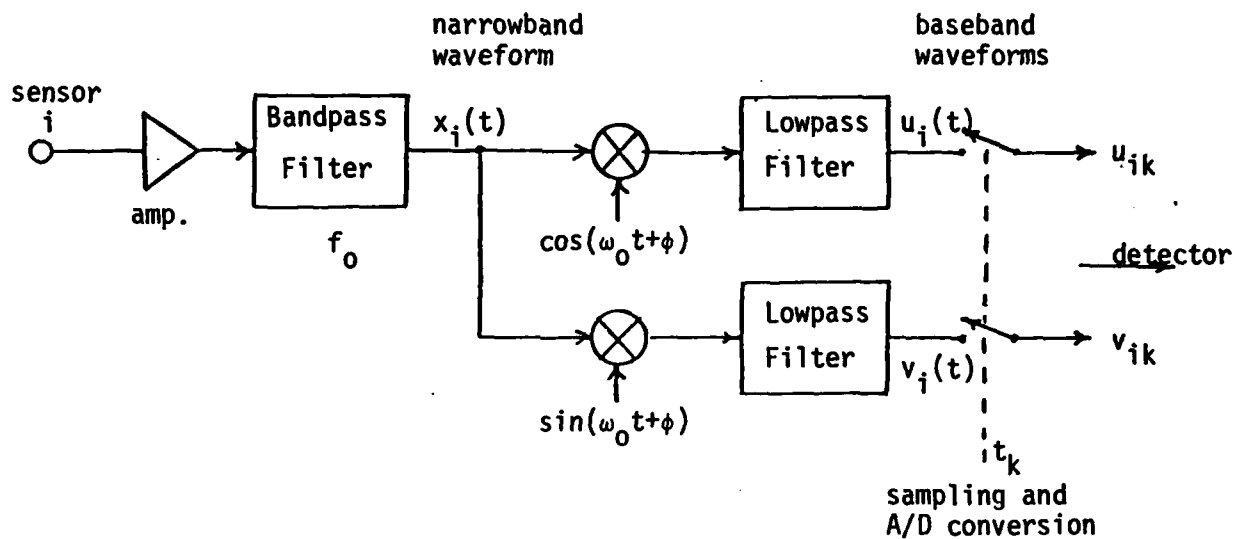 narrowband
waveform
baseband
waveforms
sensor
i
amp.
Bandpass
Filter
f_o
x_i(t)
cos(ω_o t+φ)
Lowpass
Filter
u_i(t)
u_ik
detector
sin(ω_o t+φ)
Lowpass
Filter
v_i(t)
v_ik
t_k
sampling and
A/D conversion